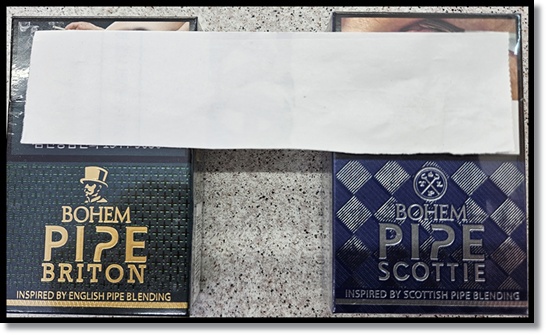 BOHEM
PIPE
BRITON
INSPIRED BY ENGLISH PIPE BLENDING
BOHEM
PIPE
SCOTTIE
INSPIRED BY SCOTTISH PIPE BLENDING